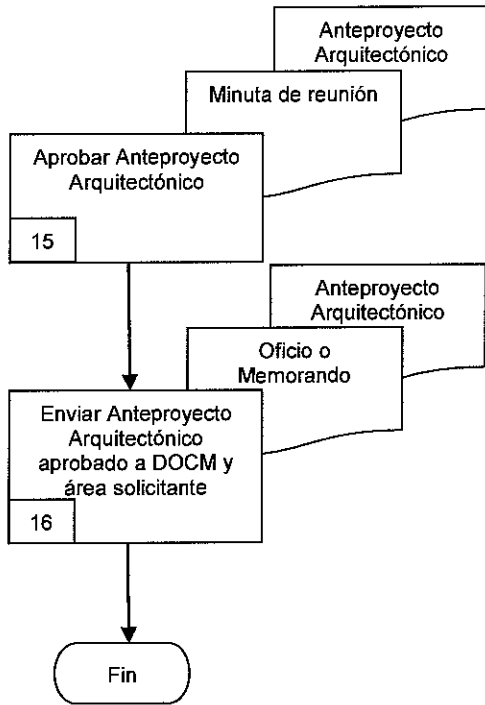 Anteproyecto
Arquitectónico
Minuta de reunión
Aprobar Anteproyecto
Arquitectónico
15
Anteproyecto
Arquitectónico
Oficio o
Memorando
Enviar Anteproyecto
Arquitectónico
aprobado a DOCM y
área solicitante
16
Fin